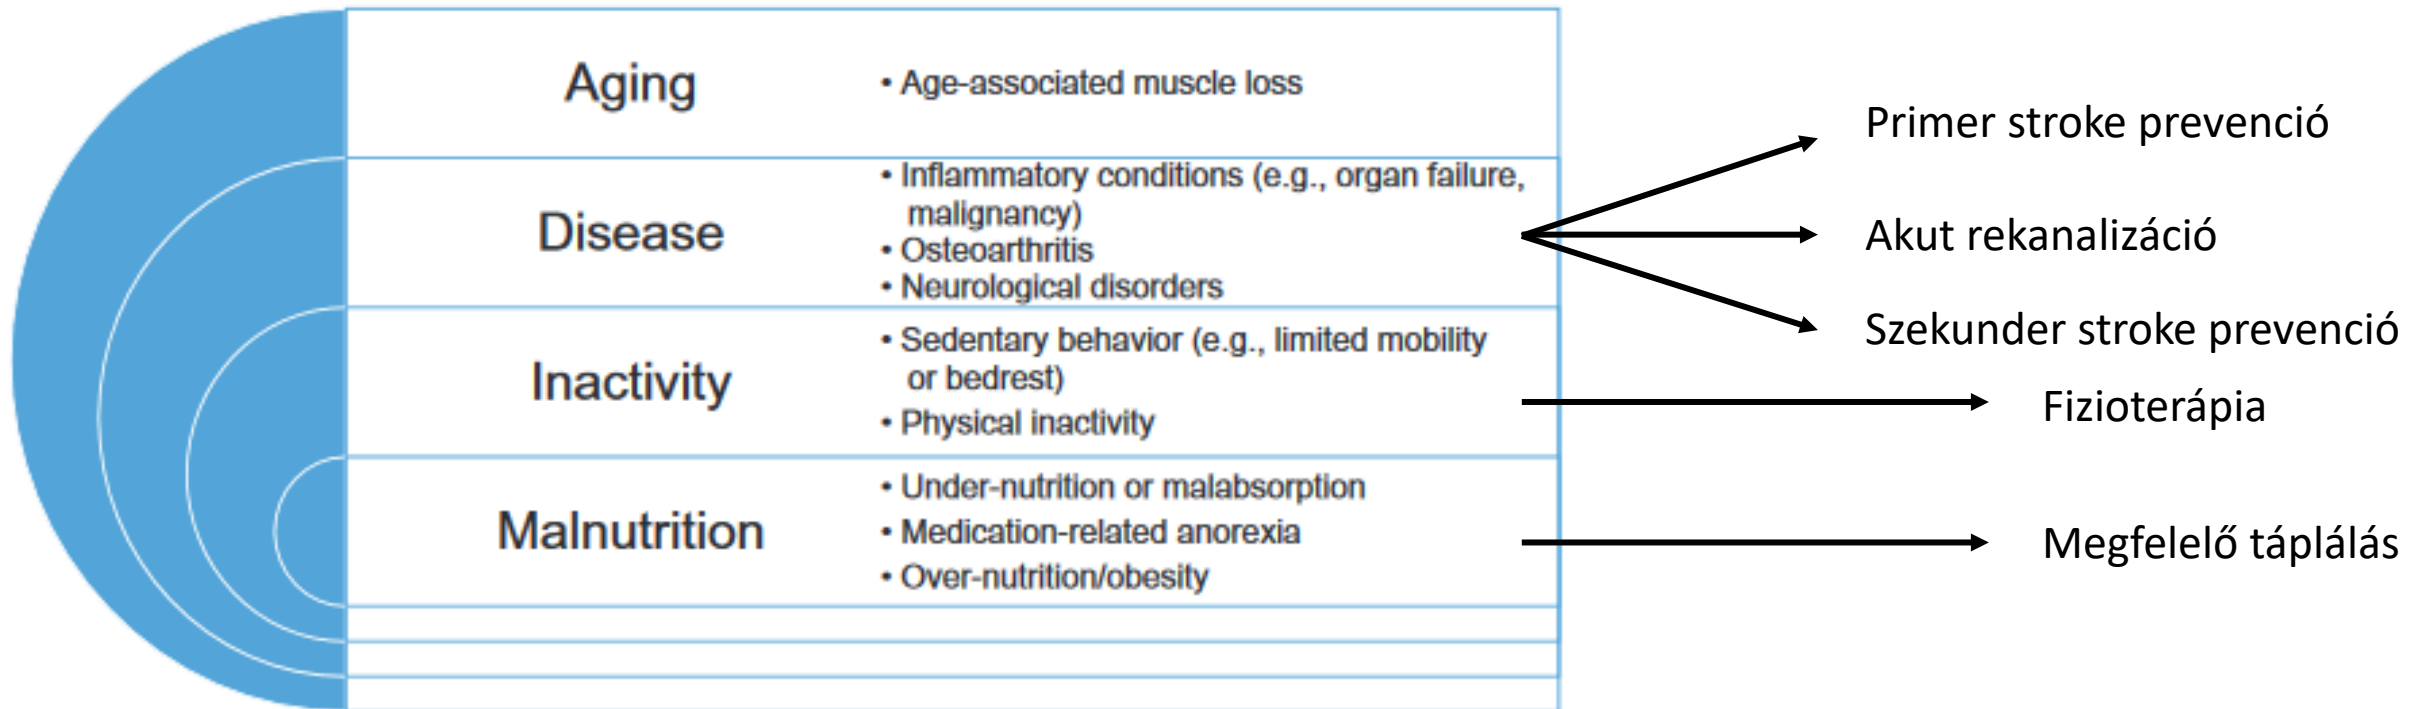 Aging
• Age-associated muscle loss
Disease
• Inflammatory conditions (e.g., organ failure,
malignancy)
• Osteoarthritis
• Neurological disorders
Inactivity
• Sedentary behavior (e.g., limited mobility
or bedrest)
• Physical inactivity
Malnutrition
• Under-nutrition or malabsorption
• Medication-related anorexia
• Over-nutrition/obesity
Primer stroke prevenció
Akut rekanalizáció
Szekunder stroke prevenció
Fizioterápia
Megfelelő táplálás